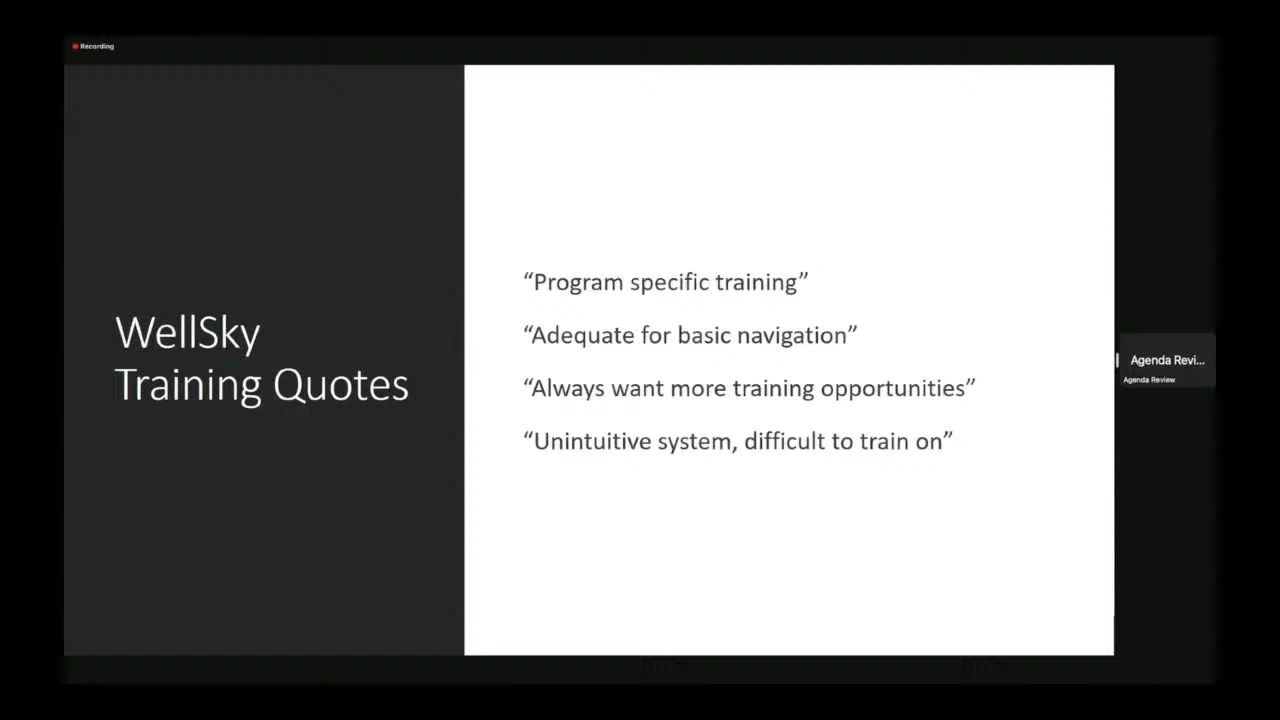 Recording
WellSky
Training Quotes
“Program specific training”
“Adequate for basic navigation”
“Always want more training opportunities”
“Unintuitive system, difficult to train on”
Agenda Revi...
Agenda Review